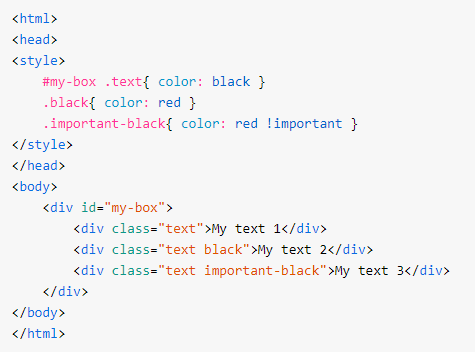 <html>
<head>
<style>
    #my-box .text{ color: black }
    .black{ color: red }
    .important-black{ color: red !important }
</style>
</head>
<body>
    <div id="my-box">
        <div class="text">My text 1</div>
        <div class="text black">My text 2</div>
        <div class="text important-black">My text 3</div>
    </div>
</body>
</html>